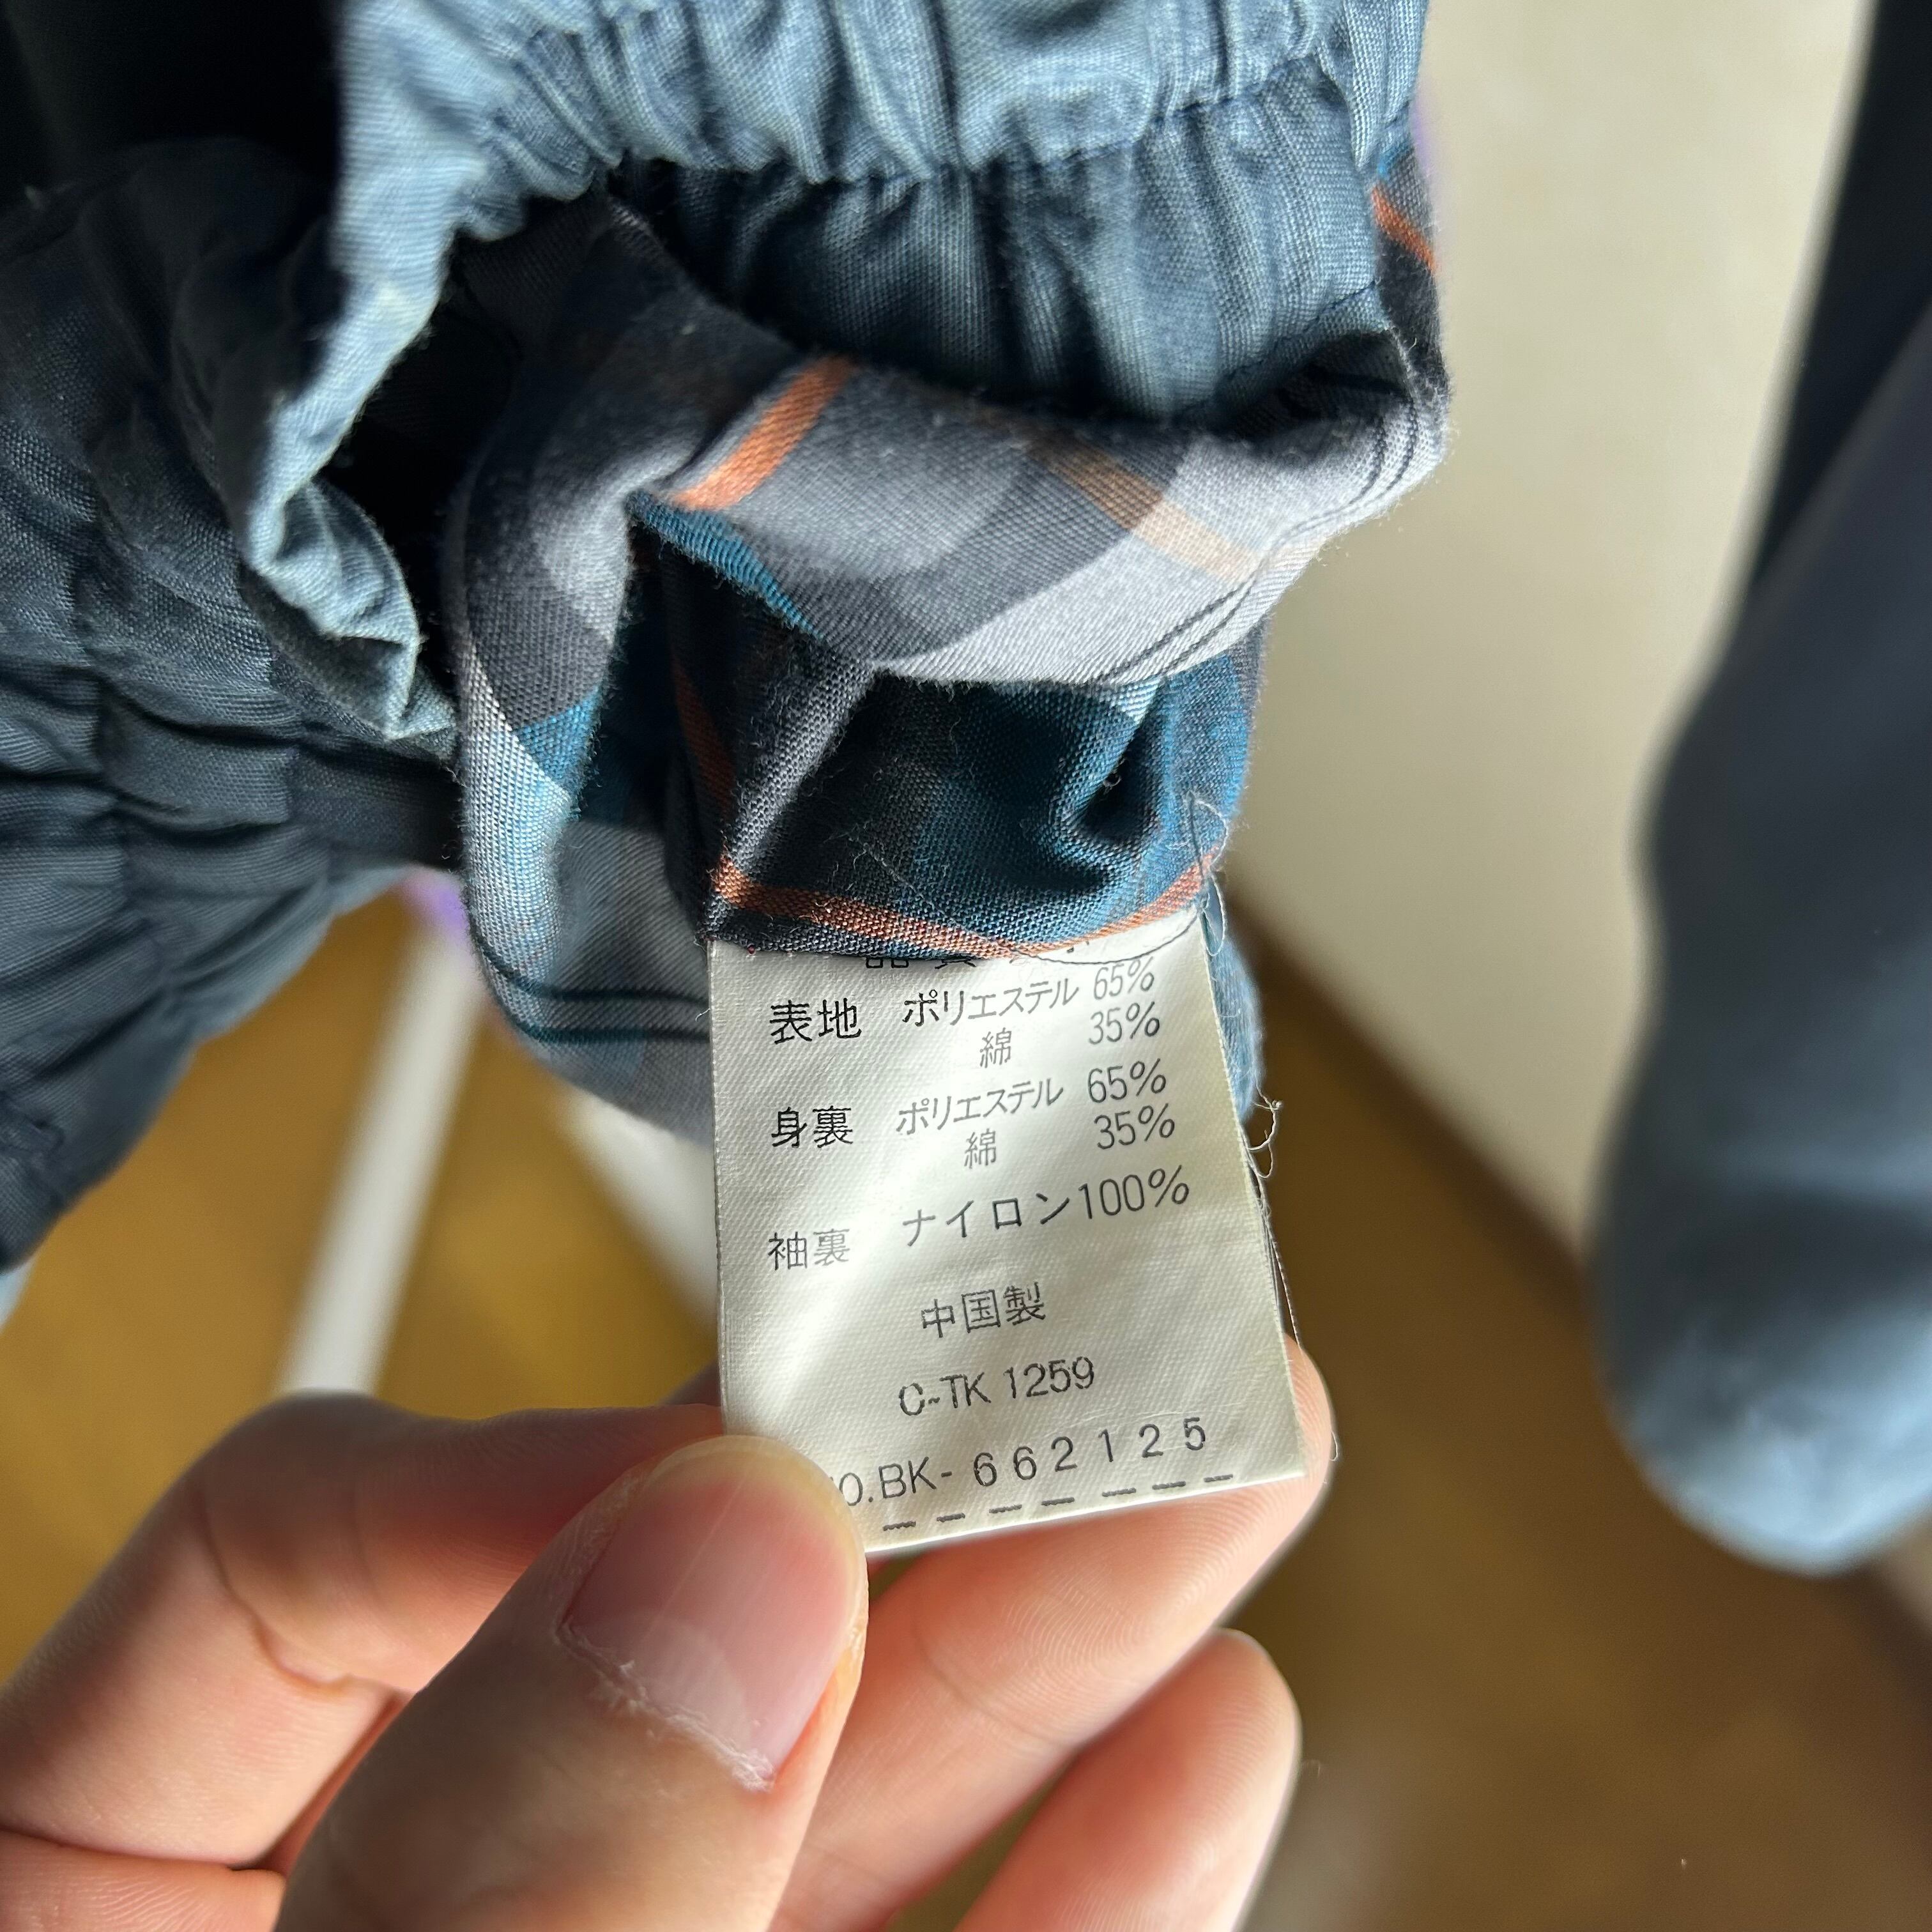 表地 ポリエステル 65%
綿 35%
身裏 ポリエステル 65%
綿 35%
袖裏 ナイロン100%
中国製
C-TK 1259
O.BK-662125